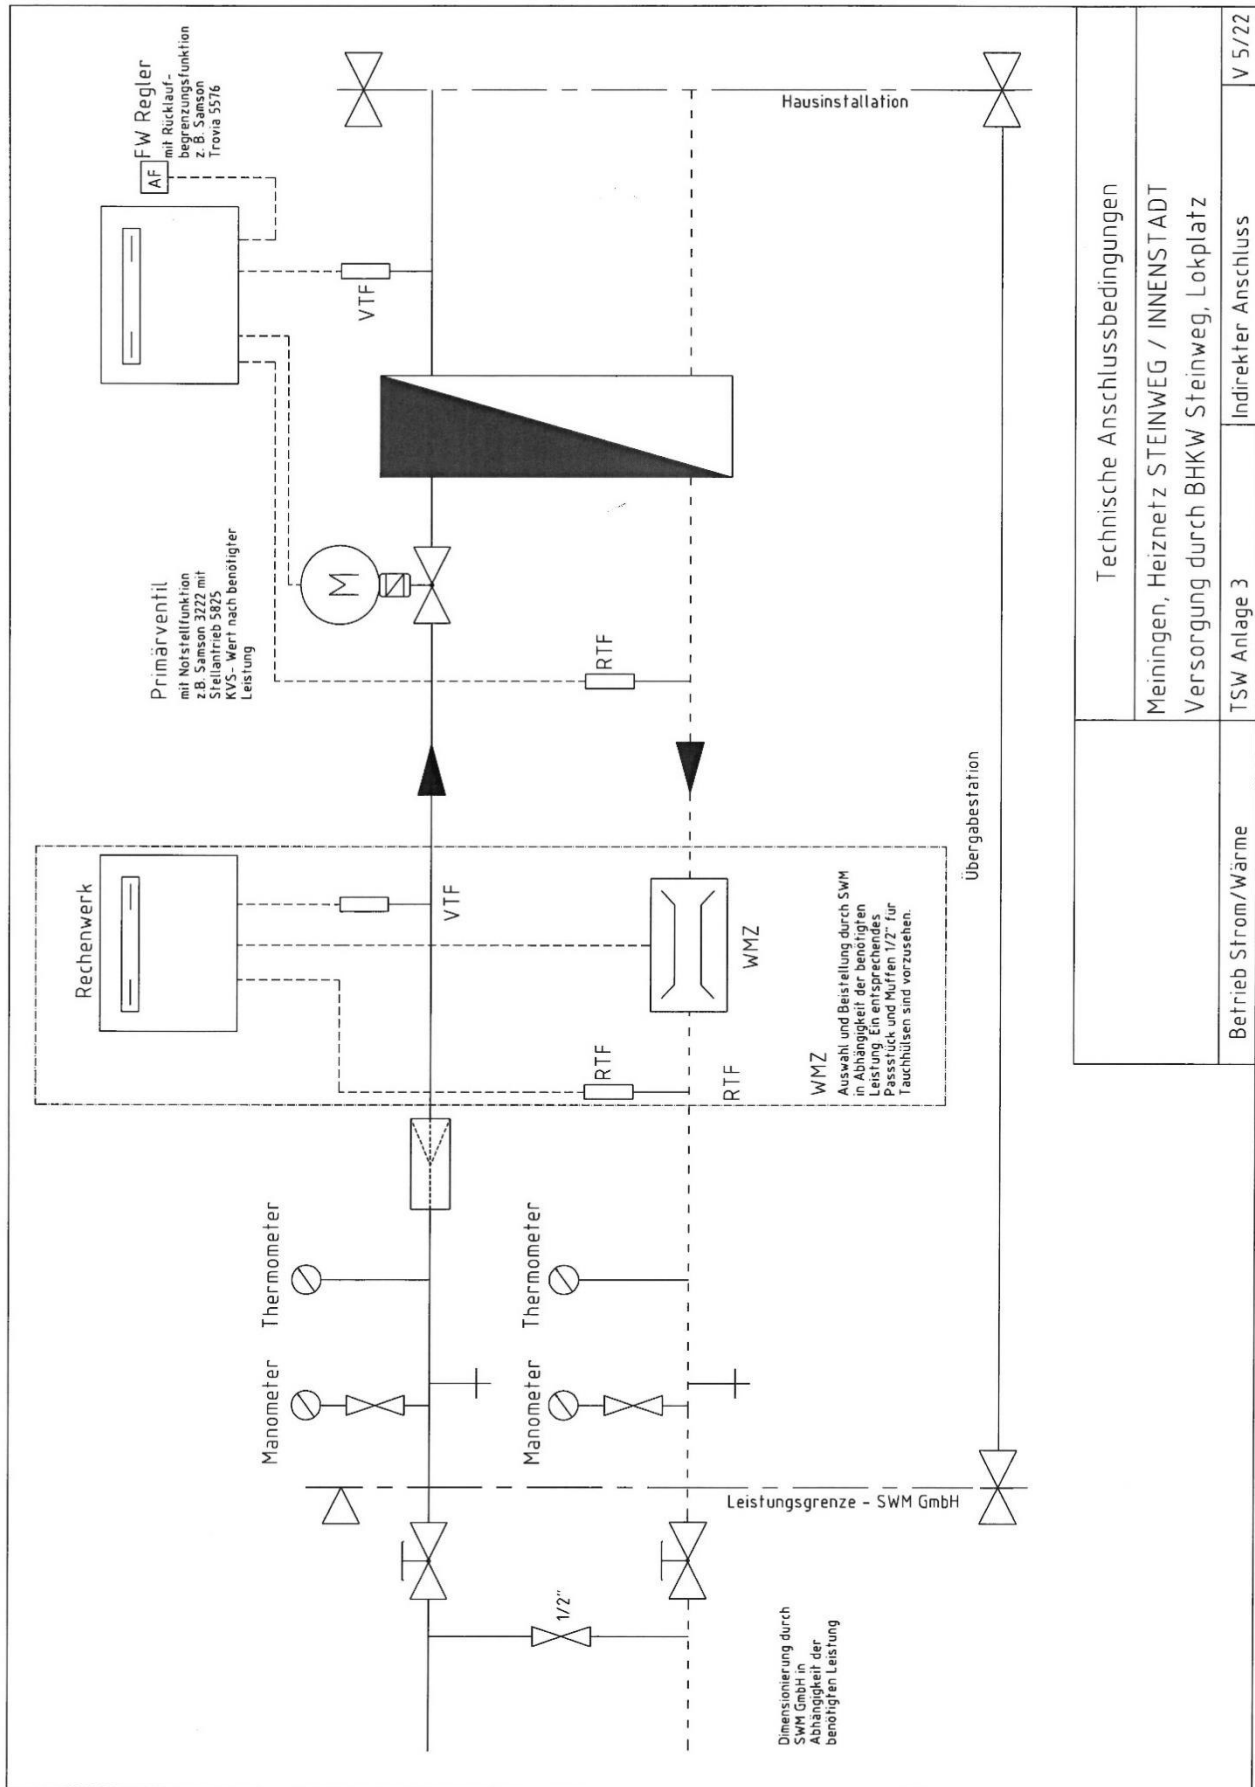 FW Regler
mit Rücklauf-
begrenzungsfunktion
z. B. Samson
Trovia 5576
AF
VTF
Hausinstallation
Primärventil
mit Notstellfunktion
z.B. Samson 3222 mit
Stellantrieb 5825
KVS- Wert nach benötigter
Leistung
M
RTF
Rechenwerk
VTF
WMZ
RTF
RTF
WMZ
Auswahl und Beistellung durch SWM
in Abhängigkeit der benötigten
Leistung. Ein entsprechendes
Passstück und Muffen 1/2" für
Tauchhülsen sind vorzusehen.
Übergabestation
Thermometer
Manometer
Thermometer
Manometer
Leistungsgrenze - SWM GmbH
1/2"
Dimensionierung durch
SWM GmbH in
Abhängigkeit der
benötigten Leistung
Technische Anschlussbedingungen
Meiningen, Heiznetz STEINWEG / INNENSTADT
Versorgung durch BHKW Steinweg, Lokplatz
Betrieb Strom/Wärme
TSW Anlage 3
Indirekter Anschluss
V 5/22